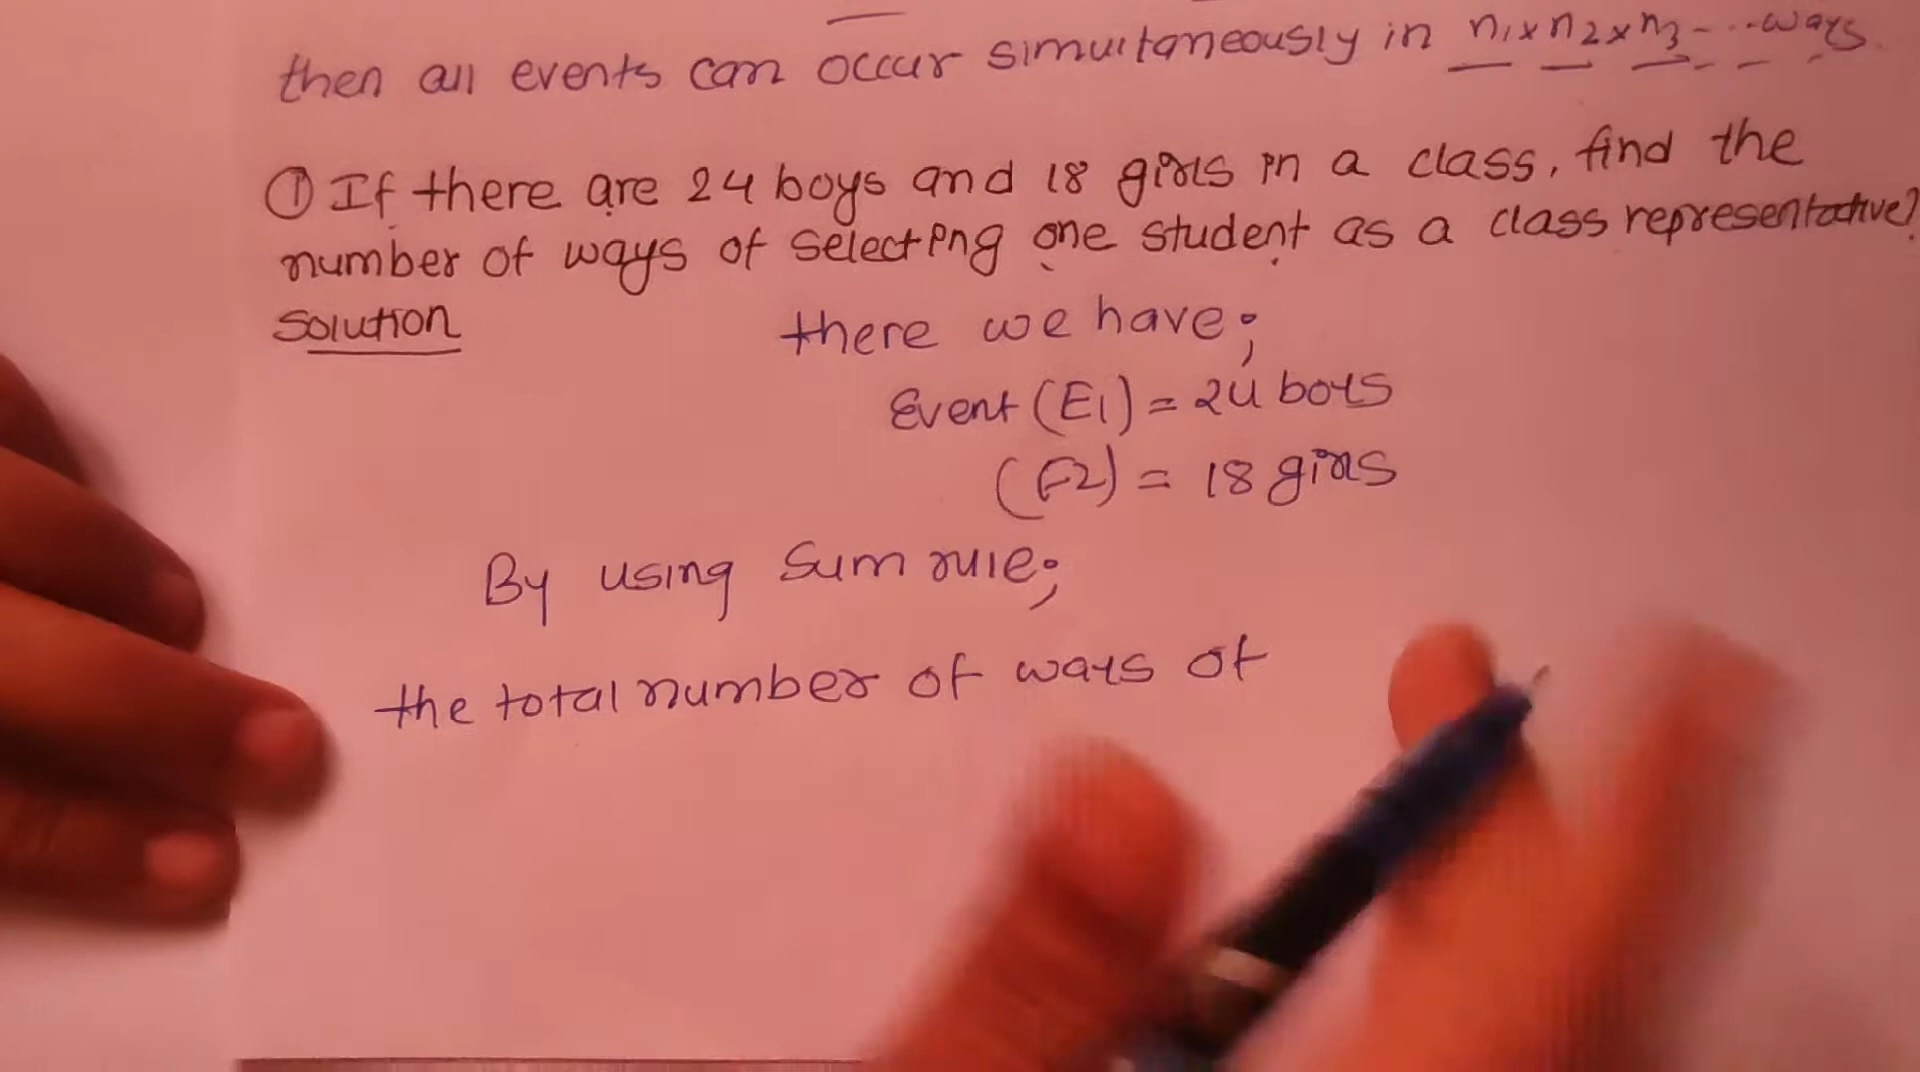 then all events can occur simultaneously in n1 x n2 x n3 - - - ways.
① If there are 24 boys and 18 girls in a class, find the
number of ways of selecting one student as a class representative?
Solution
there we have;
Event (E1) = 24 boys
(E2) = 18 girls
By using Sum rule;
the total number of ways of